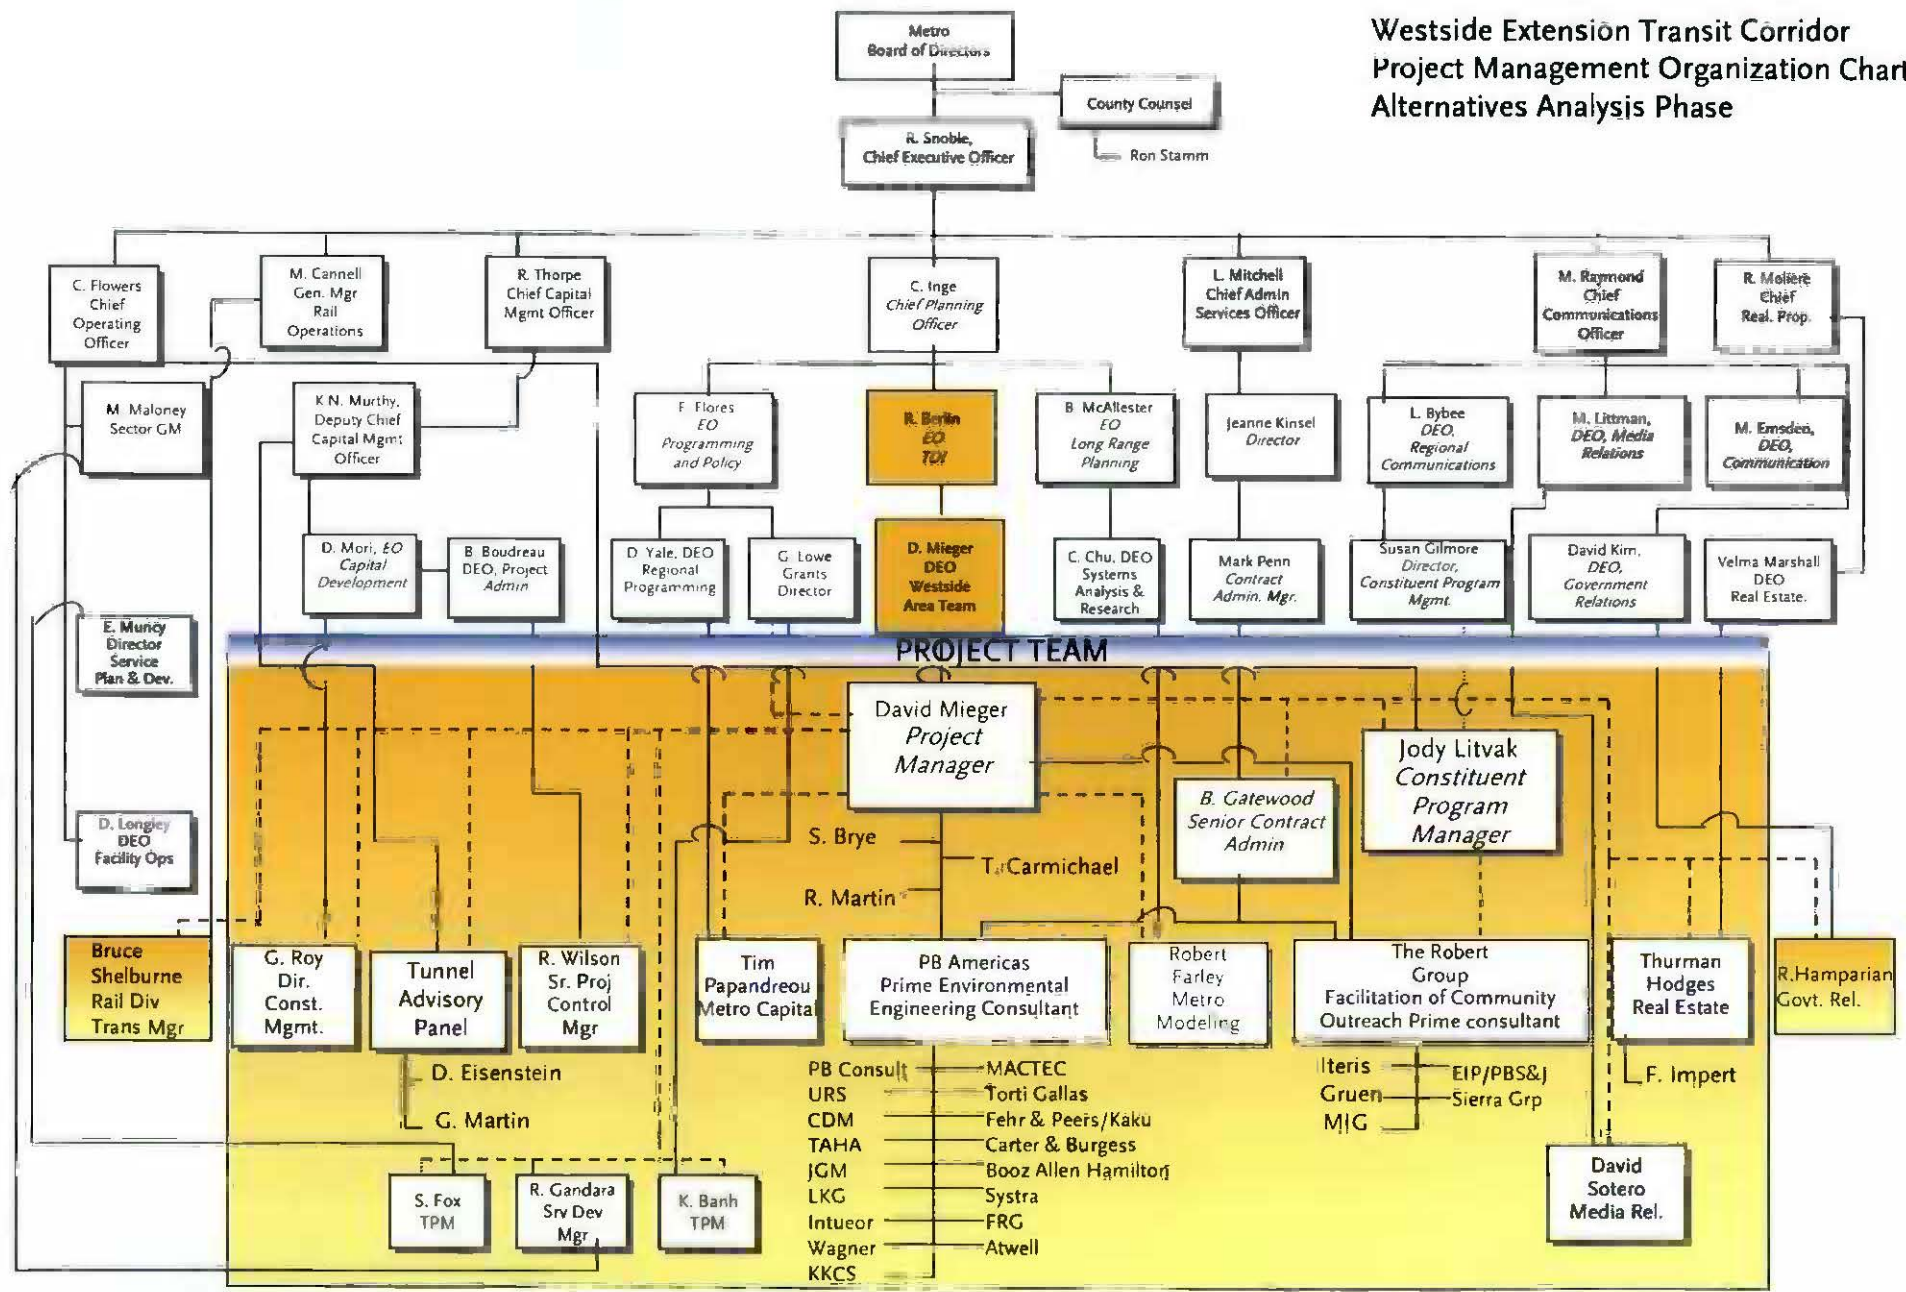 Westside Extension Transit Corridor
Project Management Organization Chart
Alternatives Analysis Phase
Metro
Board of Directors
County Counsel
Ron Stamm
R. Snoble,
Chief Executive Officer
C. Flowers
Chief
Operating
Officer
M. Cannell
Gen. Mgr
Rail
Operations
R. Thorpe
Chief Capital
Mgmt Officer
C. Inge
Chief Planning
Officer
L. Mitchell
Chief Admin
Services Officer
M. Raymond
Chief
Communications
Officer
R. Moliere
Chief
Real. Prop.
M. Maloney
Sector GM
K.N. Murthy,
Deputy Chief
Capital Mgmt
Officer
F. Flores
EO
Programming
and Policy
R. Berlin
EO
TDI
B. McAllester
EO
Long Range
Planning
Jeanne Kinsel
Director
L. Bybee
DEO,
Regional
Communications
M. Littman,
DEO, Media
Relations
M. Emsden,
DEO,
Communication
D. Mori, EO
Capital
Development
B. Boudreau
DEO, Project
Admin
D. Yale, DEO
Regional
Programming
G. Lowe
Grants
Director
D. Mieger
DEO
Westside
Area Team
C. Chu, DEO
Systems
Analysis &
Research
Mark Penn
Contract
Admin. Mgr.
Susan Gilmore
Director,
Constituent Program
Mgmt.
David Kim,
DEO,
Government
Relations
Velma Marshall
DEO
Real Estate.
E. Muncy
Director
Service
Plan & Dev.
D. Longley
DEO
Facility Ops
PROJECT TEAM
David Mieger
Project
Manager
Jody Litvak
Constituent
Program
Manager
B. Gatewood
Senior Contract
Admin
S. Brye
T. Carmichael
R. Martin
Bruce
Shelburne
Rail Div
Trans Mgr
G. Roy
Dir.
Const.
Mgmt.
Tunnel
Advisory
Panel
R. Wilson
Sr. Proj
Control
Mgr
Tim
Papandreou
Metro Capital
PB Americas
Prime Environmental
Engineering Consultant
Robert
Farley
Metro
Modeling
The Robert
Group
Facilitation of Community
Outreach Prime consultant
Thurman
Hodges
Real Estate
R.Hamparian
Govt. Rel.
D. Eisenstein
G. Martin
PB Consult
MACTEC
URS
Torti Gallas
CDM
Fehr & Peers/Kaku
TAHA
Carter & Burgess
JGM
Booz Allen Hamilton
LKG
Systra
Intueor
FRG
Wagner
Atwell
KKCS
Iteris
EIP/PBS&J
Gruen
Sierra Grp
MIG
F. Impert
S. Fox
TPM
R. Gandara
Srv Dev
Mgr
K. Banh
TPM
David
Sotero
Media Rel.